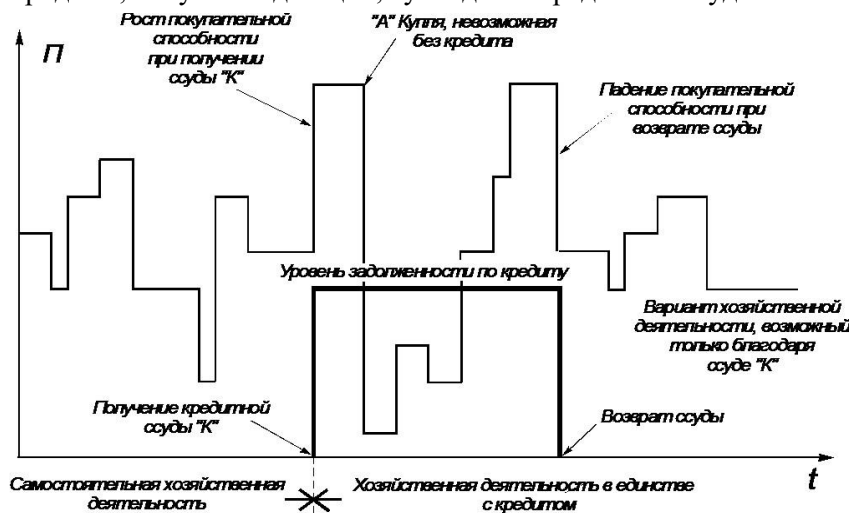 Рост покупательной
способности
при получении
ссуды "К"
"А" Купля, невозможная
без кредита
П
Падение покупательной
способности при
возврате ссуды
Уровень задолженности по кредиту
Вариант хозяйственной
деятельности, возможный
только благодаря
ссуде "К"
Получение кредитной
ссуды "К"
Возврат ссуды
t
Самостоятельная хозяйственная
деятельность
Хозяйственная деятельность в единстве
с кредитом